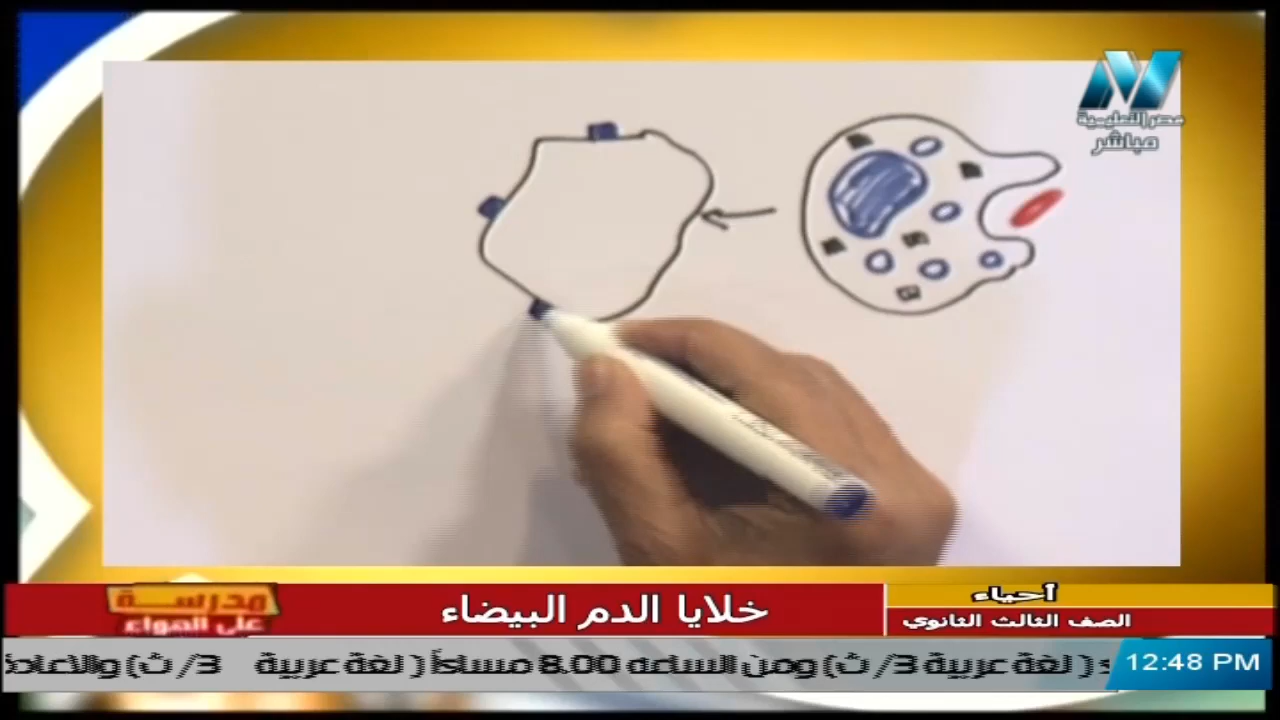 مصر التعليمية
مباشر
أحياء
الصف الثالث الثانوي
خلايا الدم البيضاء
مدرسة
على الهواء
( لغة عربية 3/ ث) ومن الساعه 8.00 مساءاً ( لغة عربية 3/ ث) والاعادة
12:48 PM